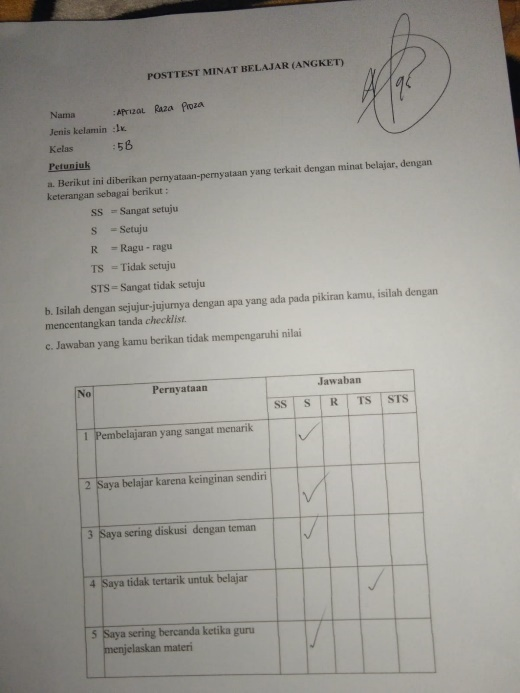 POSTTEST MINAT BELAJAR (ANGKET)
Nama : APrizal Raza Proza
Jenis kelamin : lk
Kelas : 5B
Petunjuk
a. Berikut ini diberikan pernyataan-pernyataan yang terkait dengan minat belajar, dengan
keterangan sebagai berikut :
SS = Sangat setuju
S = Setuju
R = Ragu - ragu
TS = Tidak setuju
STS = Sangat tidak setuju
b. Isilah dengan sejujur-jujurnya dengan apa yang ada pada pikiran kamu, isilah dengan
mencentangkan tanda checklist.
c. Jawaban yang kamu berikan tidak mempengaruhi nilai
No Pernyataan Jawaban
SS S R TS STS
1 Pembelajaran yang sangat menarik ✓
2 Saya belajar karena keinginan sendiri ✓
3 Saya sering diskusi dengan teman ✓
4 Saya tidak tertarik untuk belajar ✓
5 Saya sering bercanda ketika guru ✓
menjelaskan materi